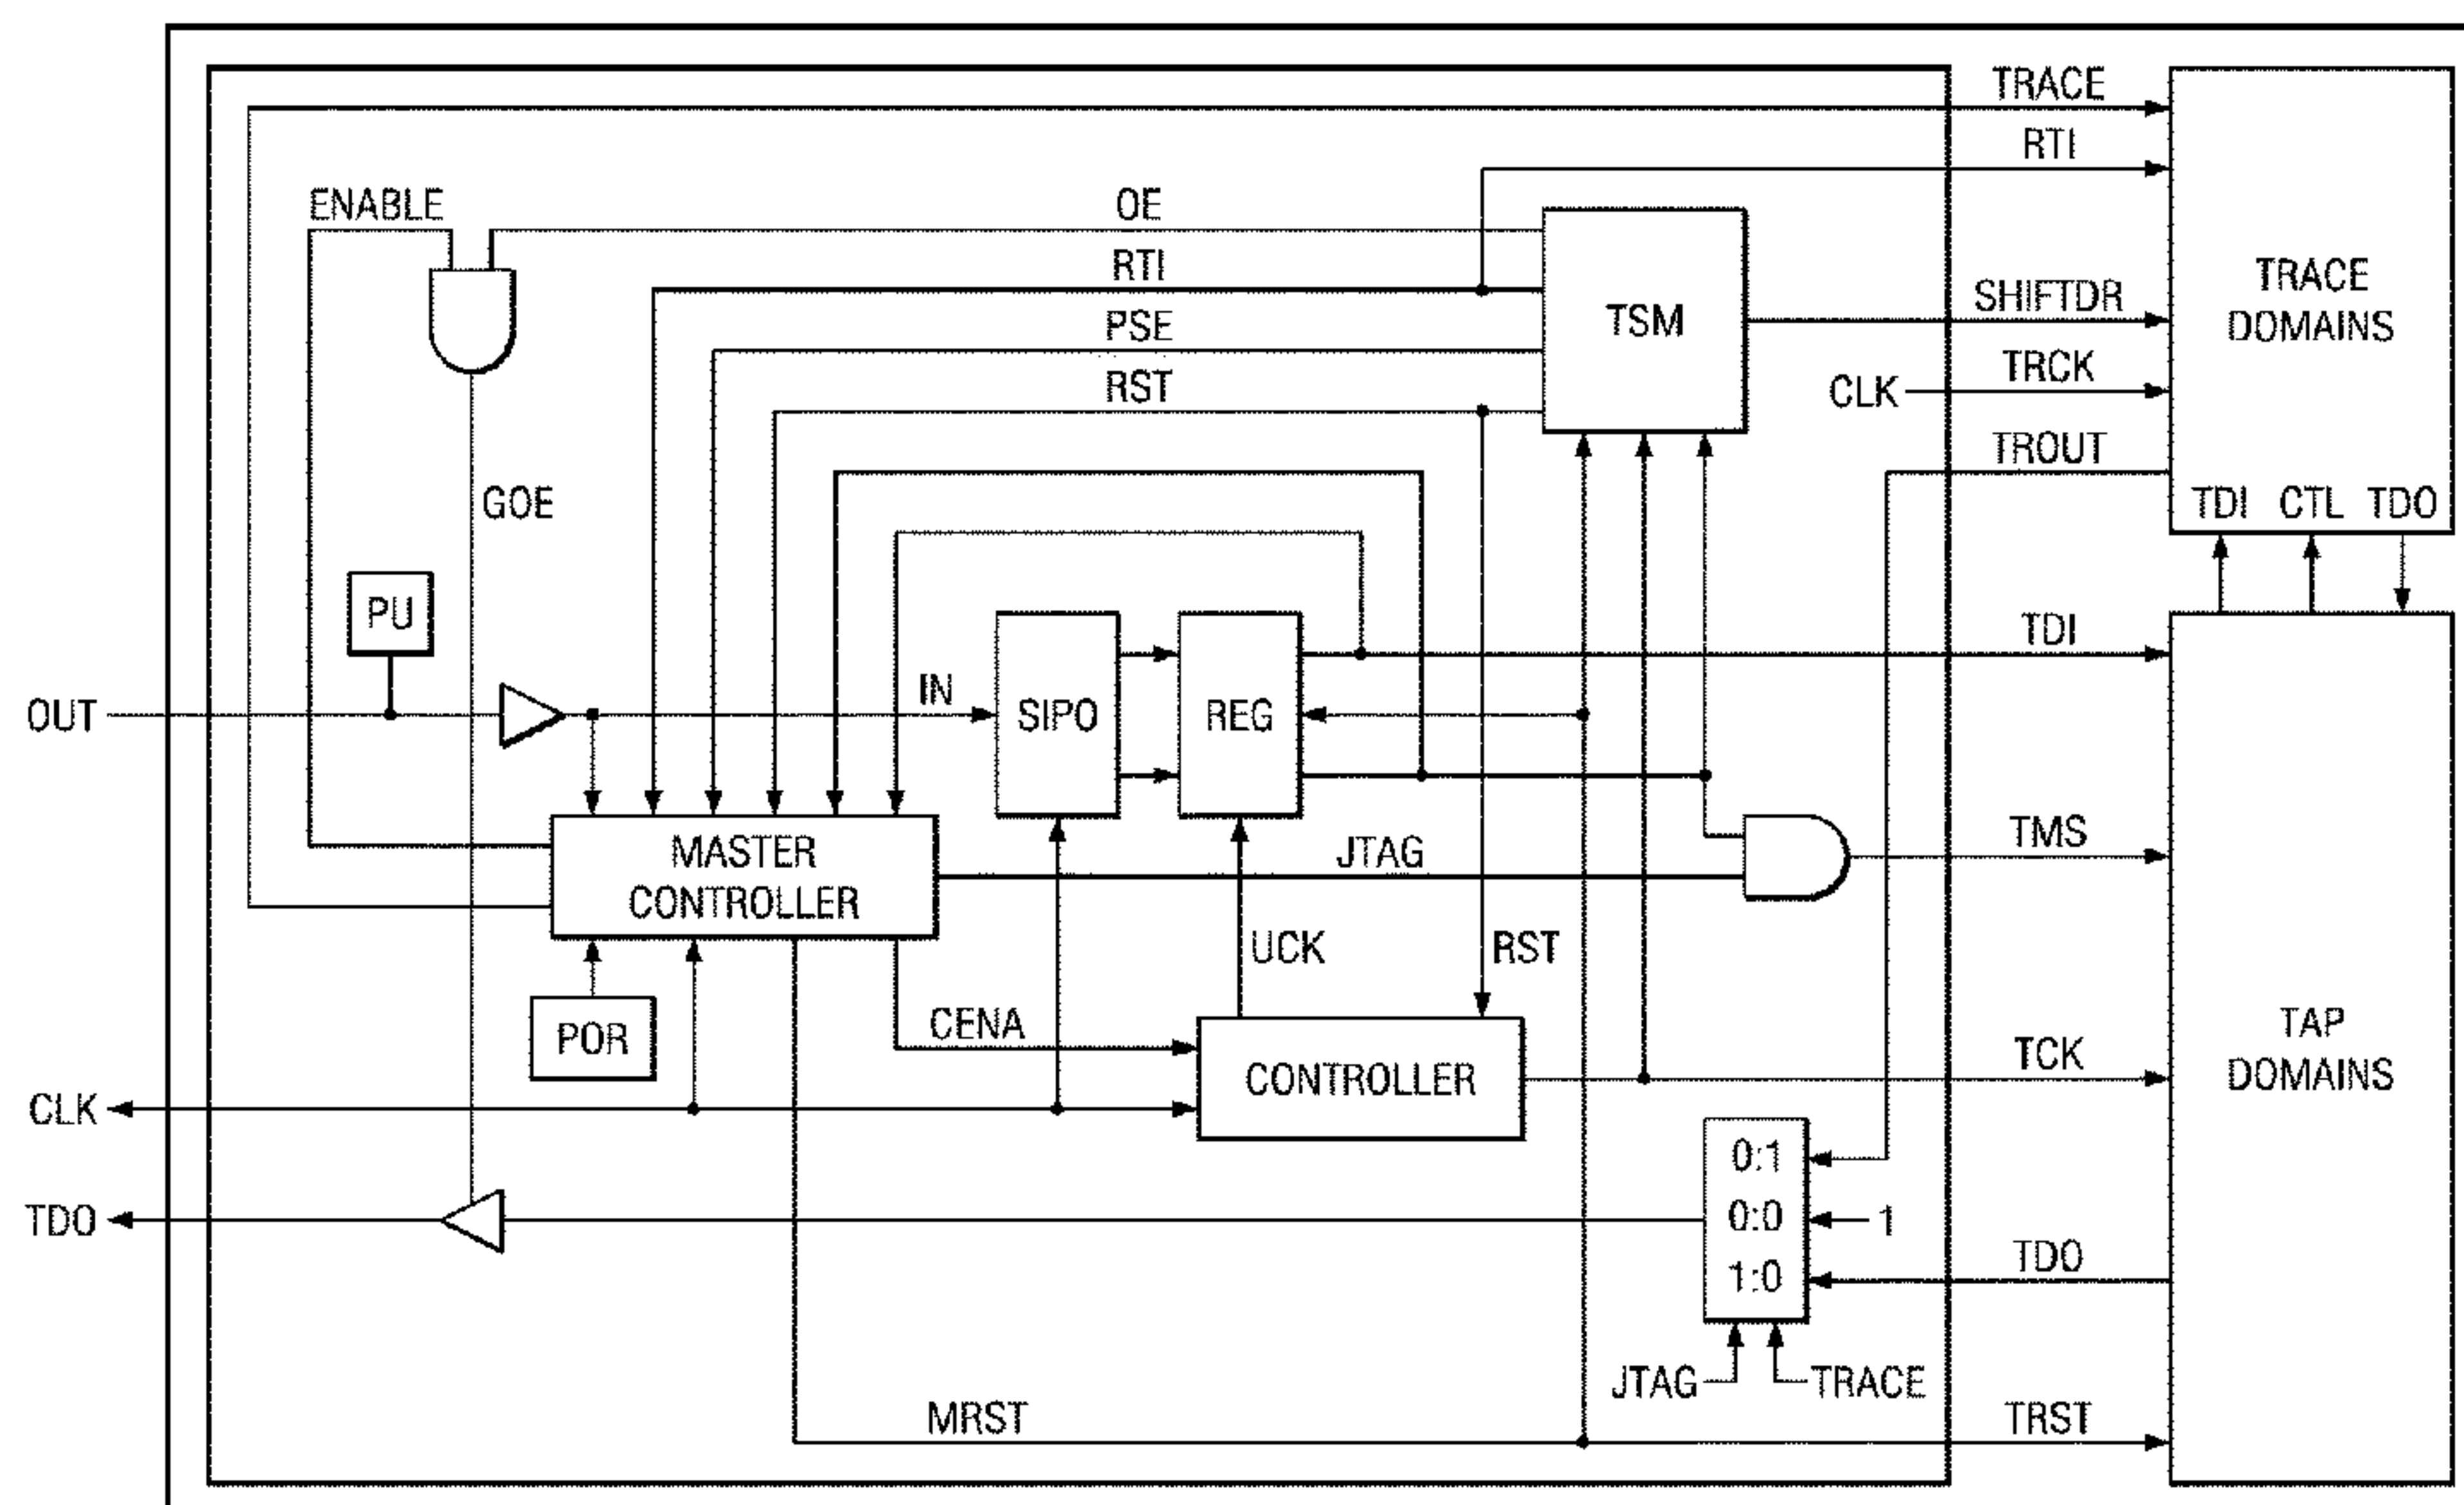 TRACE
RTI
ENABLE
OE
RTI
PSE
RST
TSM
SHIFTDR
TRACE
DOMAINS
CLK
TRCK
TROUT
GOE
TDI CTL TDO
PU
OUT
IN
SIPO
REG
TDI
MASTER
CONTROLLER
JTAG
TMS
UCK
RST
POR
CENA
CONTROLLER
TCK
TAP
DOMAINS
CLK
0:1
0:0
1
1:0
TDO
TDO
JTAG
TRACE
MRST
TRST